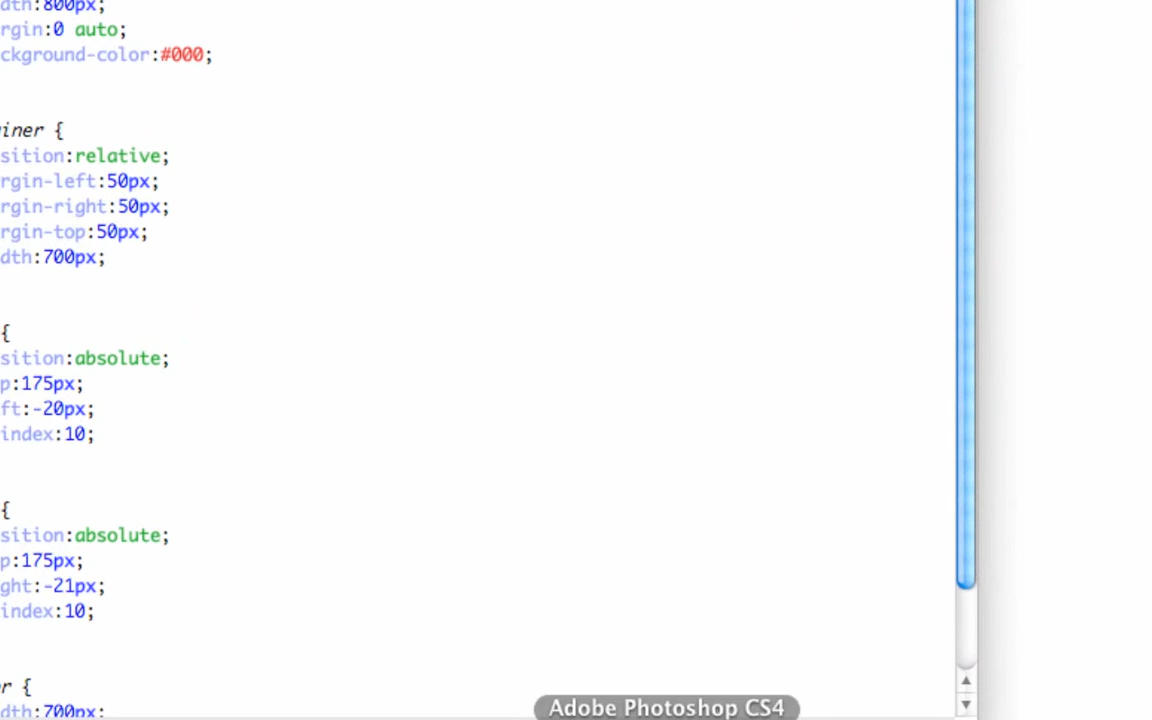 dth:800px;
rgin:0 auto;
ckground-color:#000;
iner {
sition:relative;
rgin-left:50px;
rgin-right:50px;
rgin-top:50px;
dth:700px;
{
sition:absolute;
p:175px;
ft:-20px;
index:10;
{
sition:absolute;
p:175px;
ght:-21px;
index:10;
r {
dth:700px;
Adobe Photoshop CS4